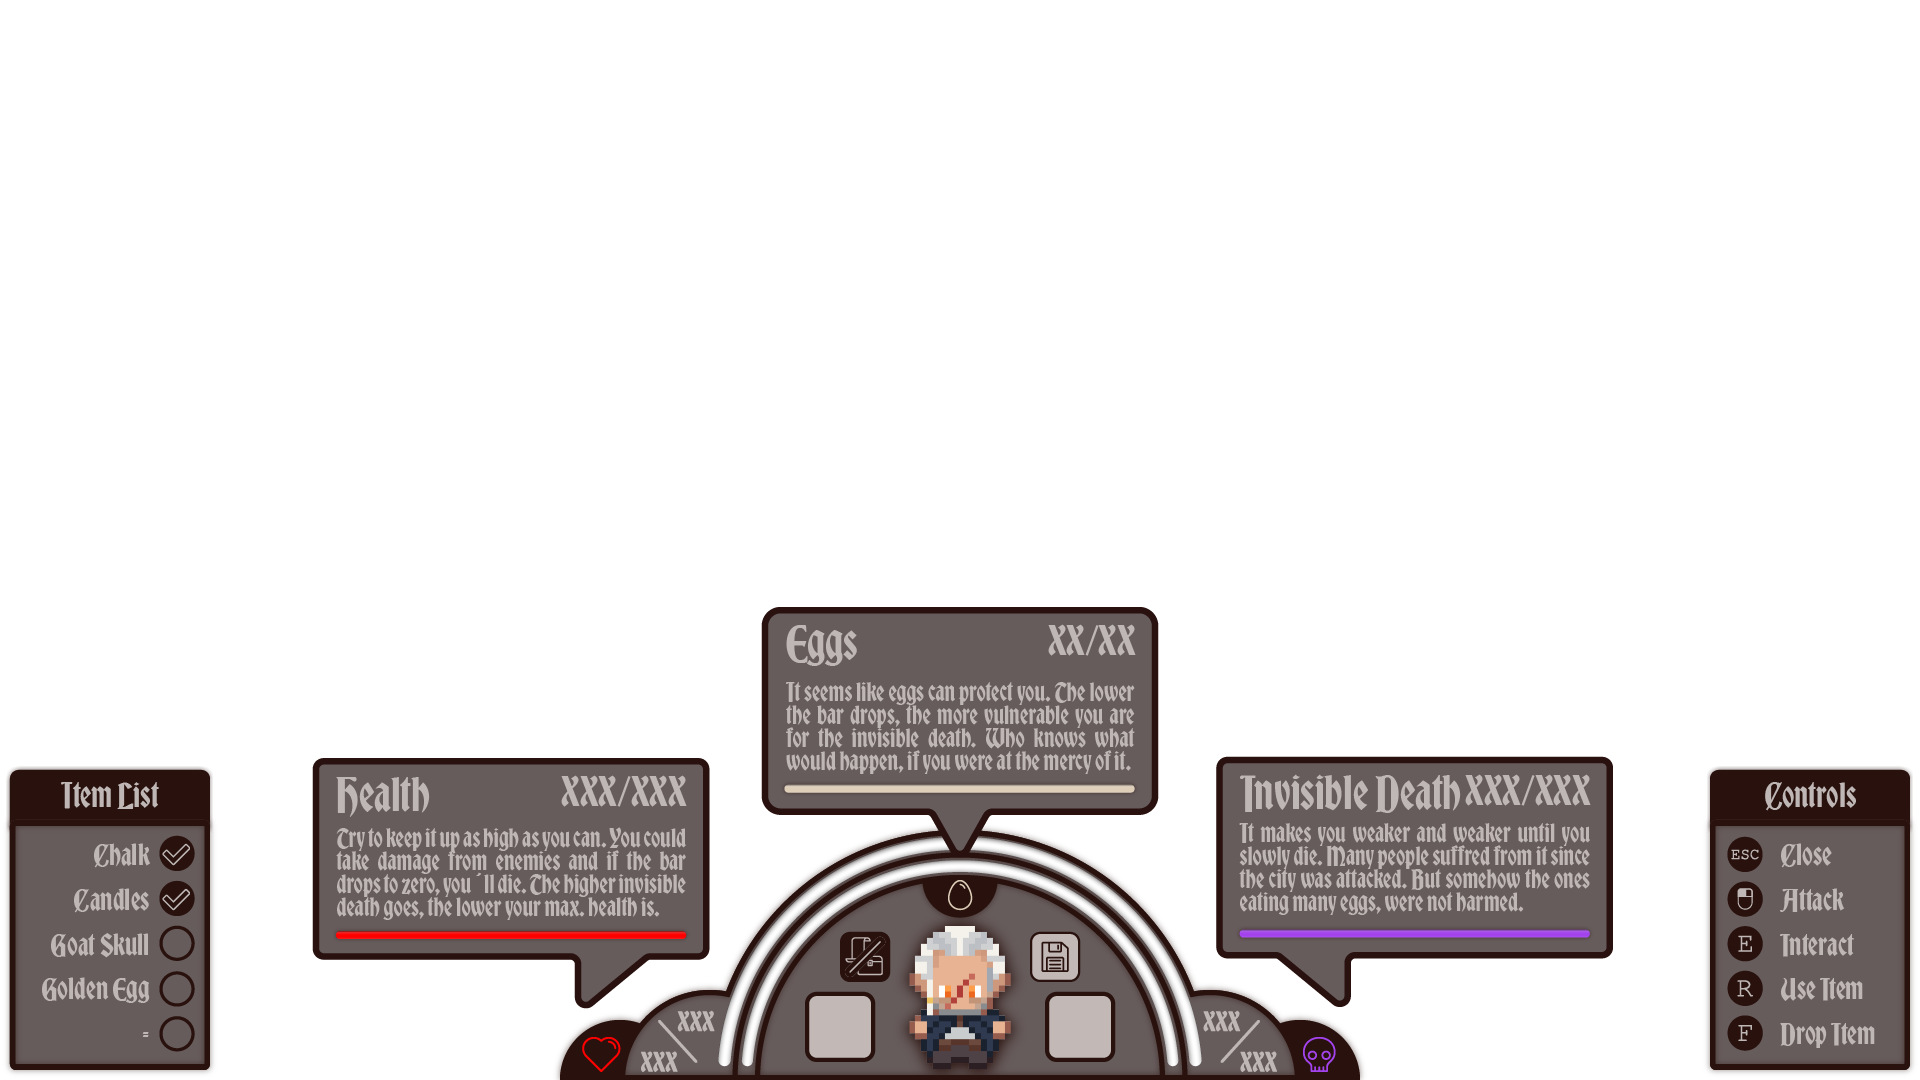 Eggs XX/XX
It seems like eggs can protect you. The lower
the bar drops, the more vulnerable you are
for the invisible death. Who knows what
would happen, if you were at the mercy of it.
Health XXX/XXX
Try to keep it up as high as you can. You could
take damage from enemies and if the bar
drops to zero, you ´ll die. The higher invisible
death goes, the lower your max. health is.
Invisible Death XXX/XXX
It makes you weaker and weaker until you
slowly die. Many people suffred from it since
the city was attacked. But somehow the ones
eating many eggs, were not harmed.
Item List
Chalk
Candles
Goat Skull
Golden Egg
-
Controls
ESC Close
Attack
E Interact
R Use Item
F Drop Item
XXX
XXX
XXX
XXX